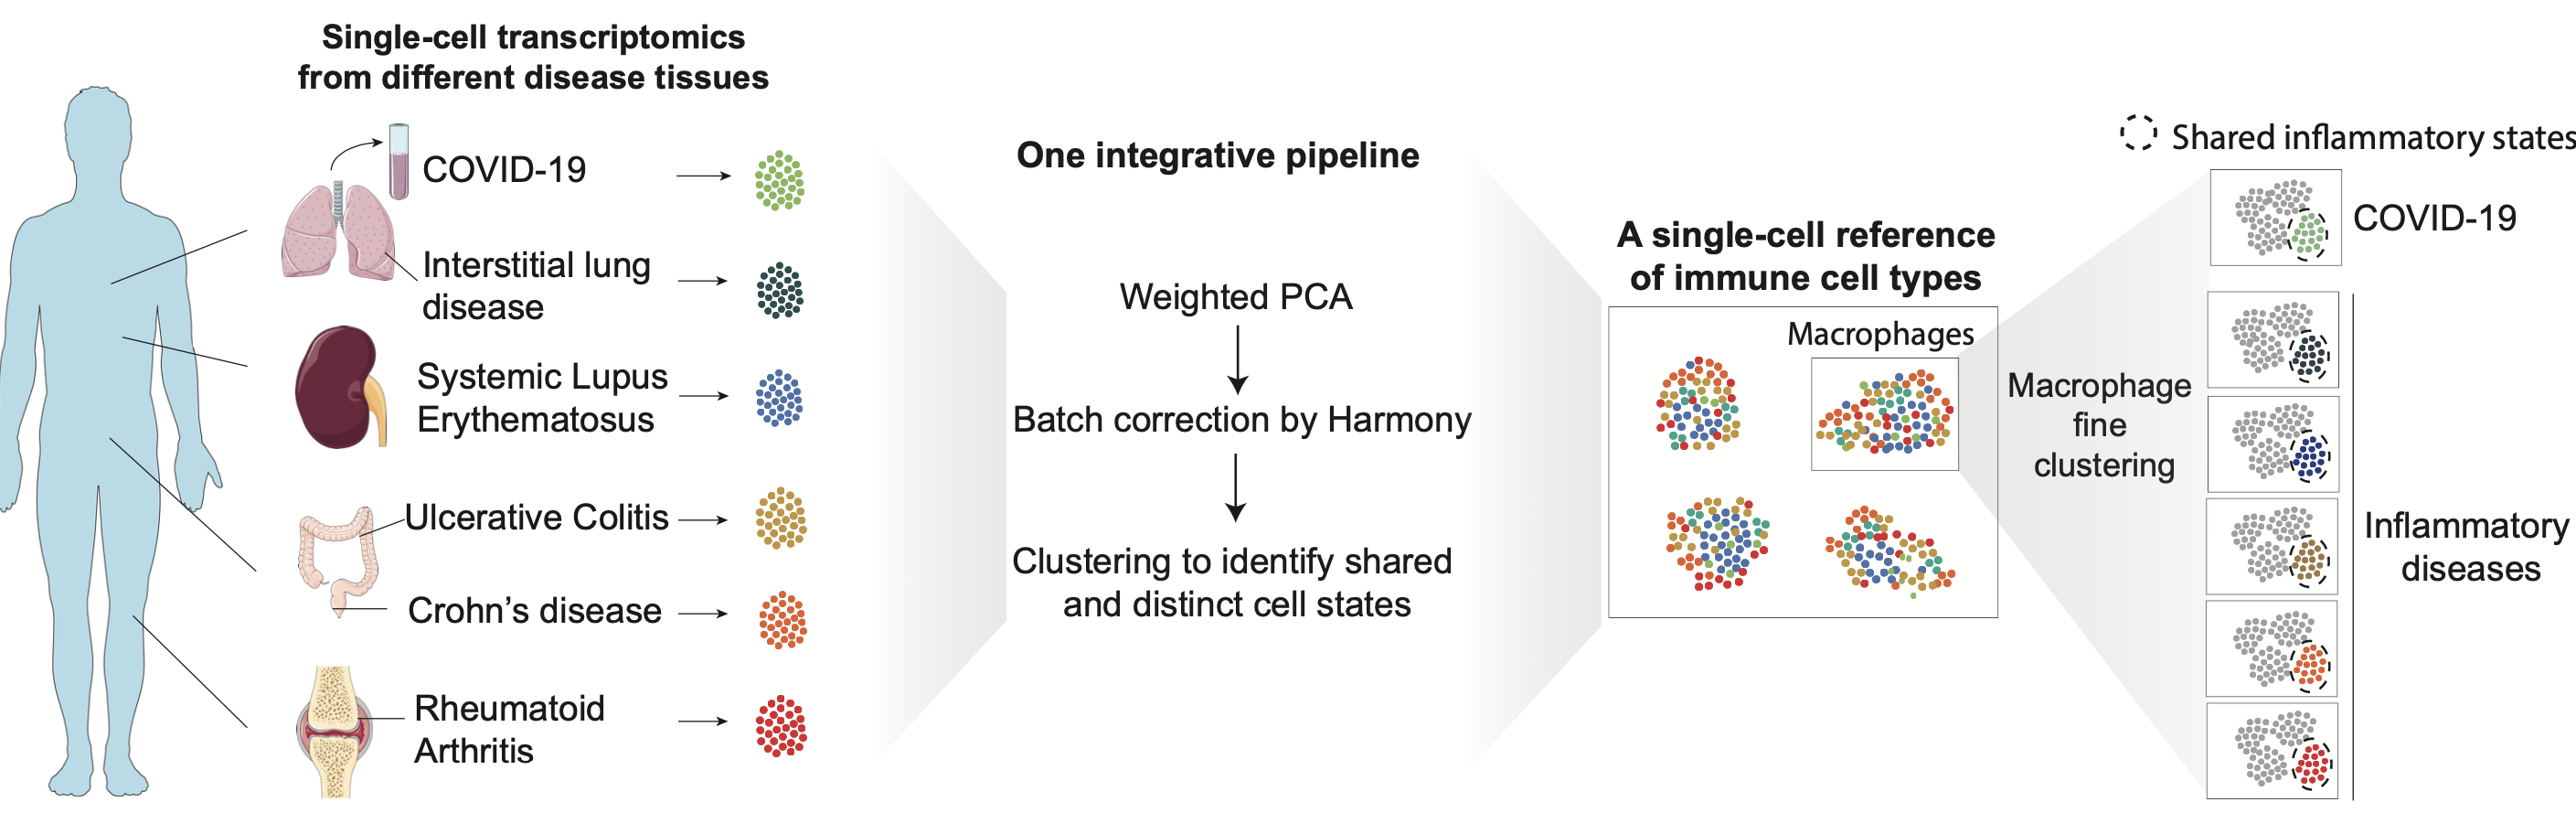 Single-cell transcriptomics
from different disease tissues
COVID-19
Interstitial lung
disease
Systemic Lupus
Erythematosus
Ulcerative Colitis
Crohn's disease
Rheumatoid
Arthritis
One integrative pipeline
Weighted PCA
Batch correction by Harmony
Clustering to identify shared
and distinct cell states
A single-cell reference
of immune cell types
Macrophages
Macrophage
fine
clustering
Shared inflammatory states
COVID-19
Inflammatory
diseases